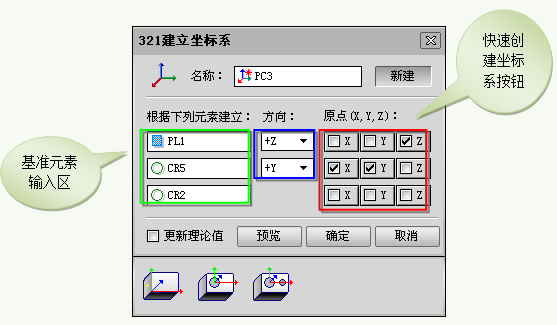 321建立坐标系
快速创
建坐标
系按钮
名称: PC3 新建
根据下列元素建立: 方向: 原点(X,Y,Z):
PL1 +Z X Y Z
CR5 +Y X Y Z
CR2 X Y Z
基准元素
输入区
更新理论值 预览 确定 取消